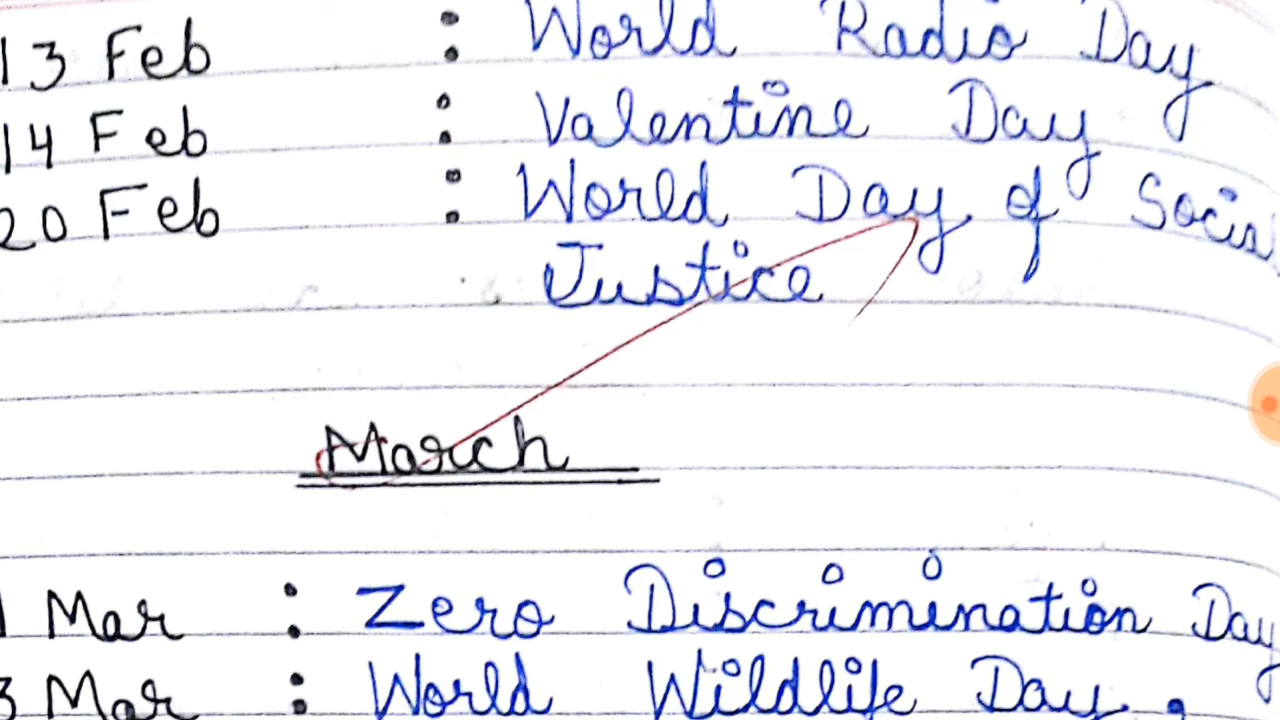 13 Feb : World Radio Day
14 Feb : Valentine Day
20 Feb : World Day of Social
Justice
March
1 Mar : Zero Discrimination Day
3 Mar : World Wildlife Day.